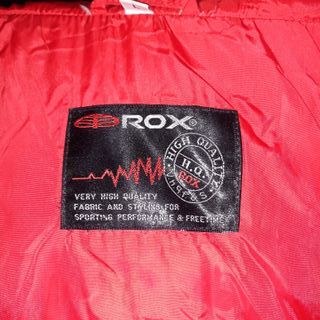 ROX®
HIGH QUALITY
H.Q.
ROX
VERY HIGH QUALITY
FABRIC AND STYLING FOR
SPORTING PERFORMANCE & FREETIME